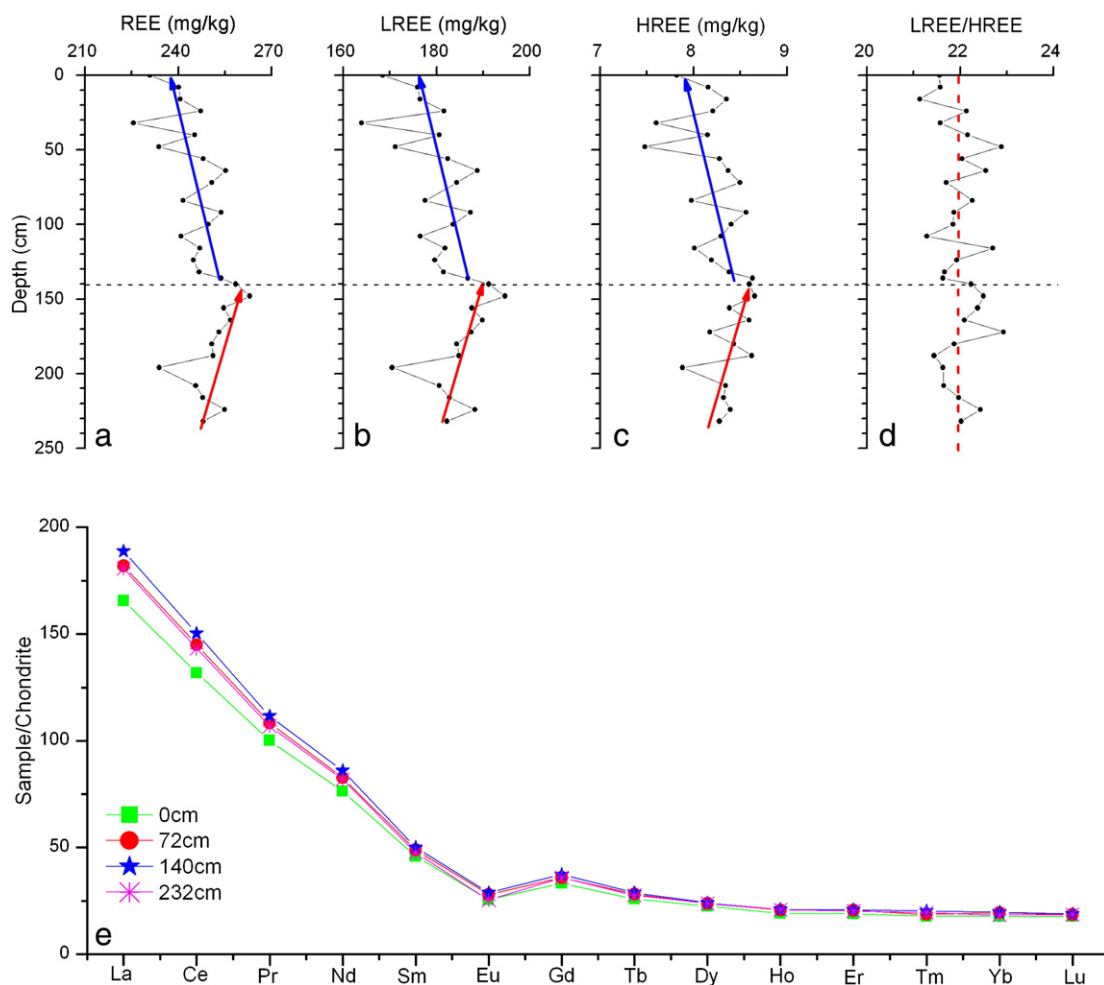 REE (mg/kg) LREE (mg/kg) HREE (mg/kg) LREE/HREE
210 240 270 160 180 200 7 8 9 20 22 24
0
50
100
150
200
250
Depth (cm)
a b c d
200
150
100
50
0
Sample/Chondrite
0cm
72cm
140cm
232cm
e
La Ce Pr Nd Sm Eu Gd Tb Dy Ho Er Tm Yb Lu